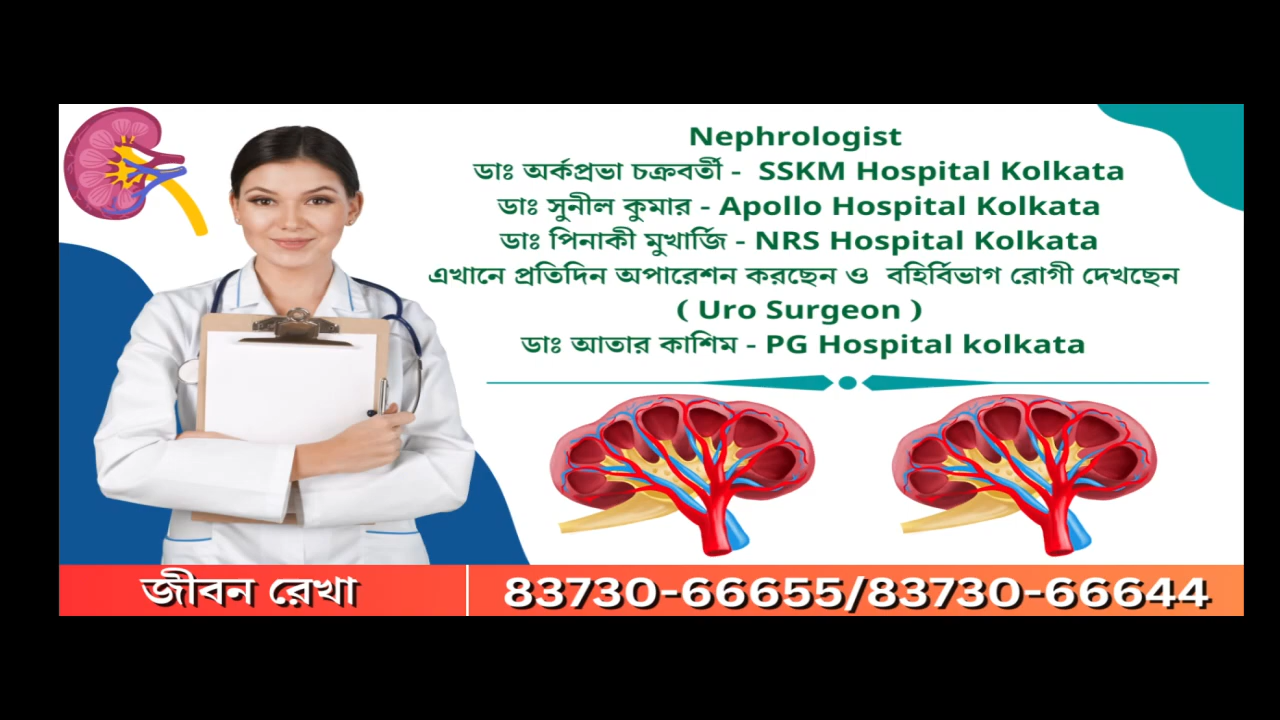 Nephrologist
ডাঃ অর্কপ্রভা চক্রবর্তী - SSKM Hospital Kolkata
ডাঃ সুনীল কুমার - Apollo Hospital Kolkata
ডাঃ পিনাকী মুখার্জি - NRS Hospital Kolkata
এখানে প্রতিদিন অপারেশন করছেন ও বহির্বিভাগ রোগী দেখছেন
( Uro Surgeon )
ডাঃ আতার কাশিম - PG Hospital kolkata
জীবন রেখা
83730-66655/83730-66644